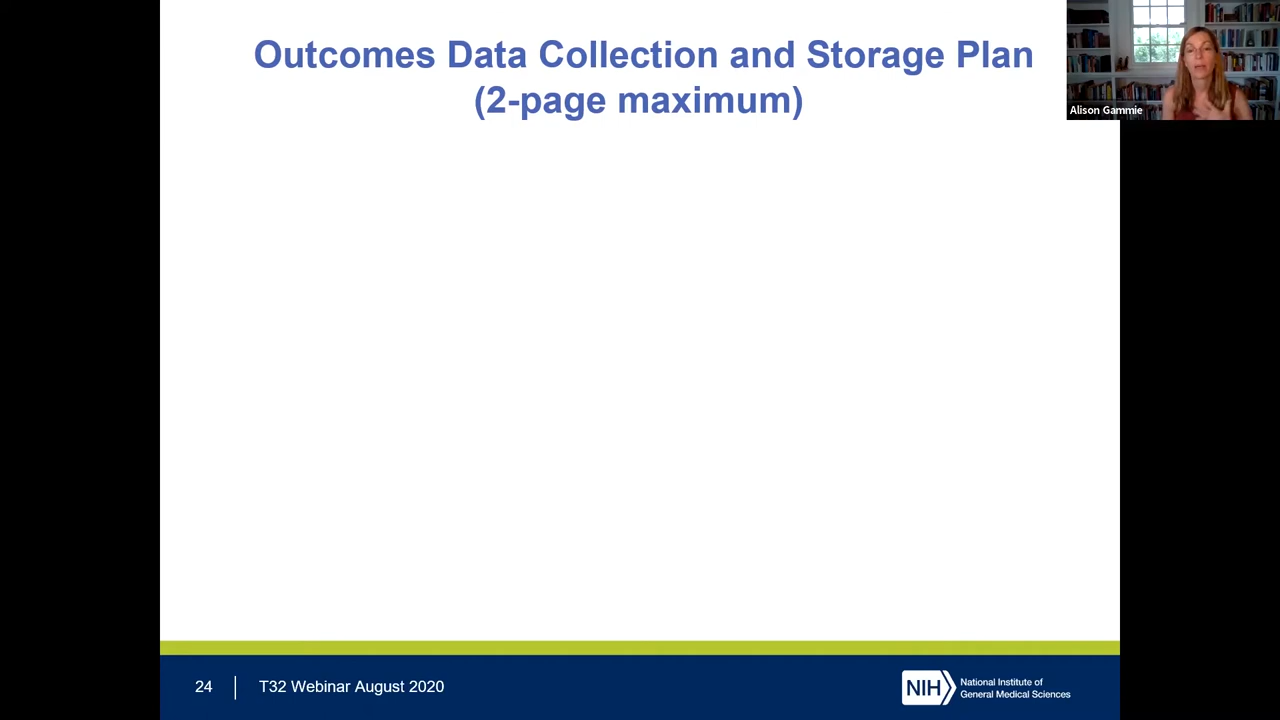 Outcomes Data Collection and Storage Plan
(2-page maximum)
Alison Gammie
24
T32 Webinar August 2020
NIH
National Institute of
General Medical Sciences